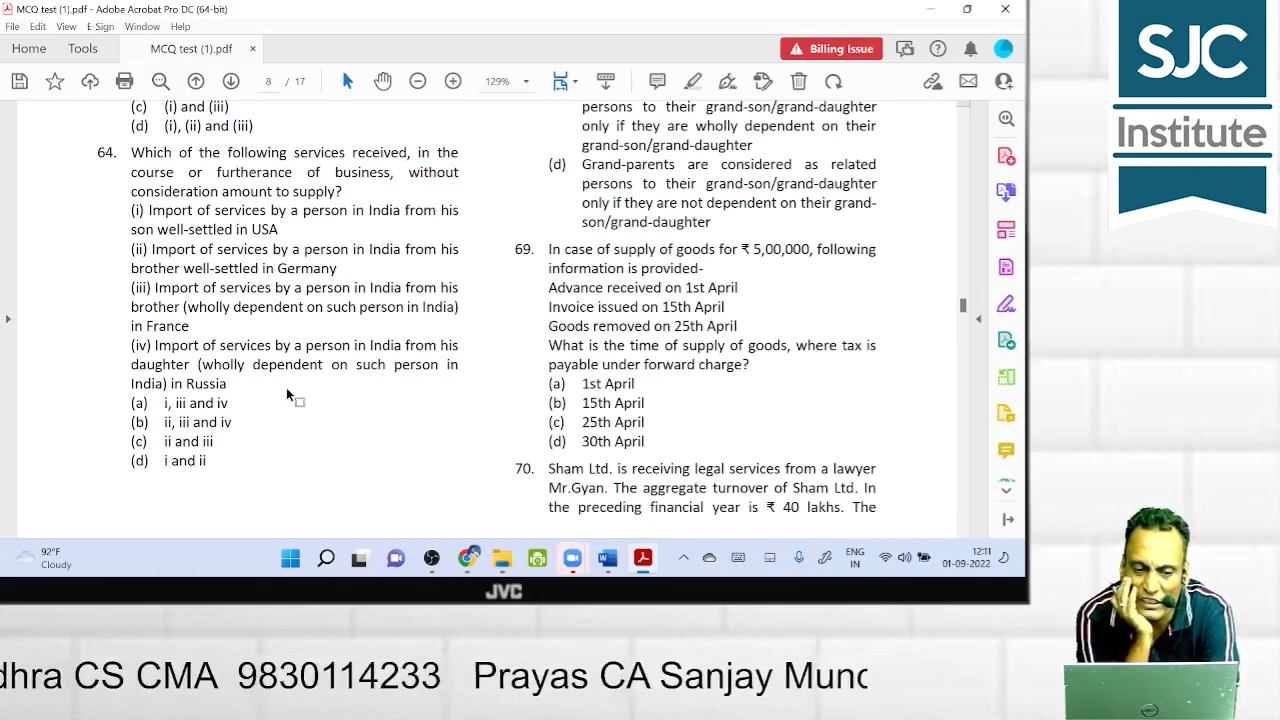 MCQ test (1).pdf - Adobe Acrobat Pro DC (64-bit)
File Edit View E-Sign Window Help
Home Tools MCQ test (1).pdf × Billing Issue
8 / 17 129%
(c) (i) and (iii)
(d) (i), (ii) and (iii)
64. Which of the following services received, in the
course or furtherance of business, without
consideration amount to supply?
(i) Import of services by a person in India from his
son well-settled in USA
(ii) Import of services by a person in India from his
brother well-settled in Germany
(iii) Import of services by a person in India from his
brother (wholly dependent on such person in India)
in France
(iv) Import of services by a person in India from his
daughter (wholly dependent on such person in
India) in Russia
(a) i, iii and iv
(b) ii, iii and iv
(c) ii and iii
(d) i and ii
persons to their grand-son/grand-daughter
only if they are wholly dependent on their
grand-son/grand-daughter
(d) Grand-parents are considered as related
persons to their grand-son/grand-daughter
only if they are not dependent on their grand-
son/grand-daughter
69. In case of supply of goods for ₹ 5,00,000, following
information is provided-
Advance received on 1st April
Invoice issued on 15th April
Goods removed on 25th April
What is the time of supply of goods, where tax is
payable under forward charge?
(a) 1st April
(b) 15th April
(c) 25th April
(d) 30th April
70. Sham Ltd. is receiving legal services from a lawyer
Mr.Gyan. The aggregate turnover of Sham Ltd. In
the preceding financial year is ₹ 40 lakhs. The
SJC
Institute
92°F
Cloudy
ENG
IN
12:11
01-09-2022
JVC
DELL
dhra CS CMA 9830114233 Prayas CA Sanjay Mund